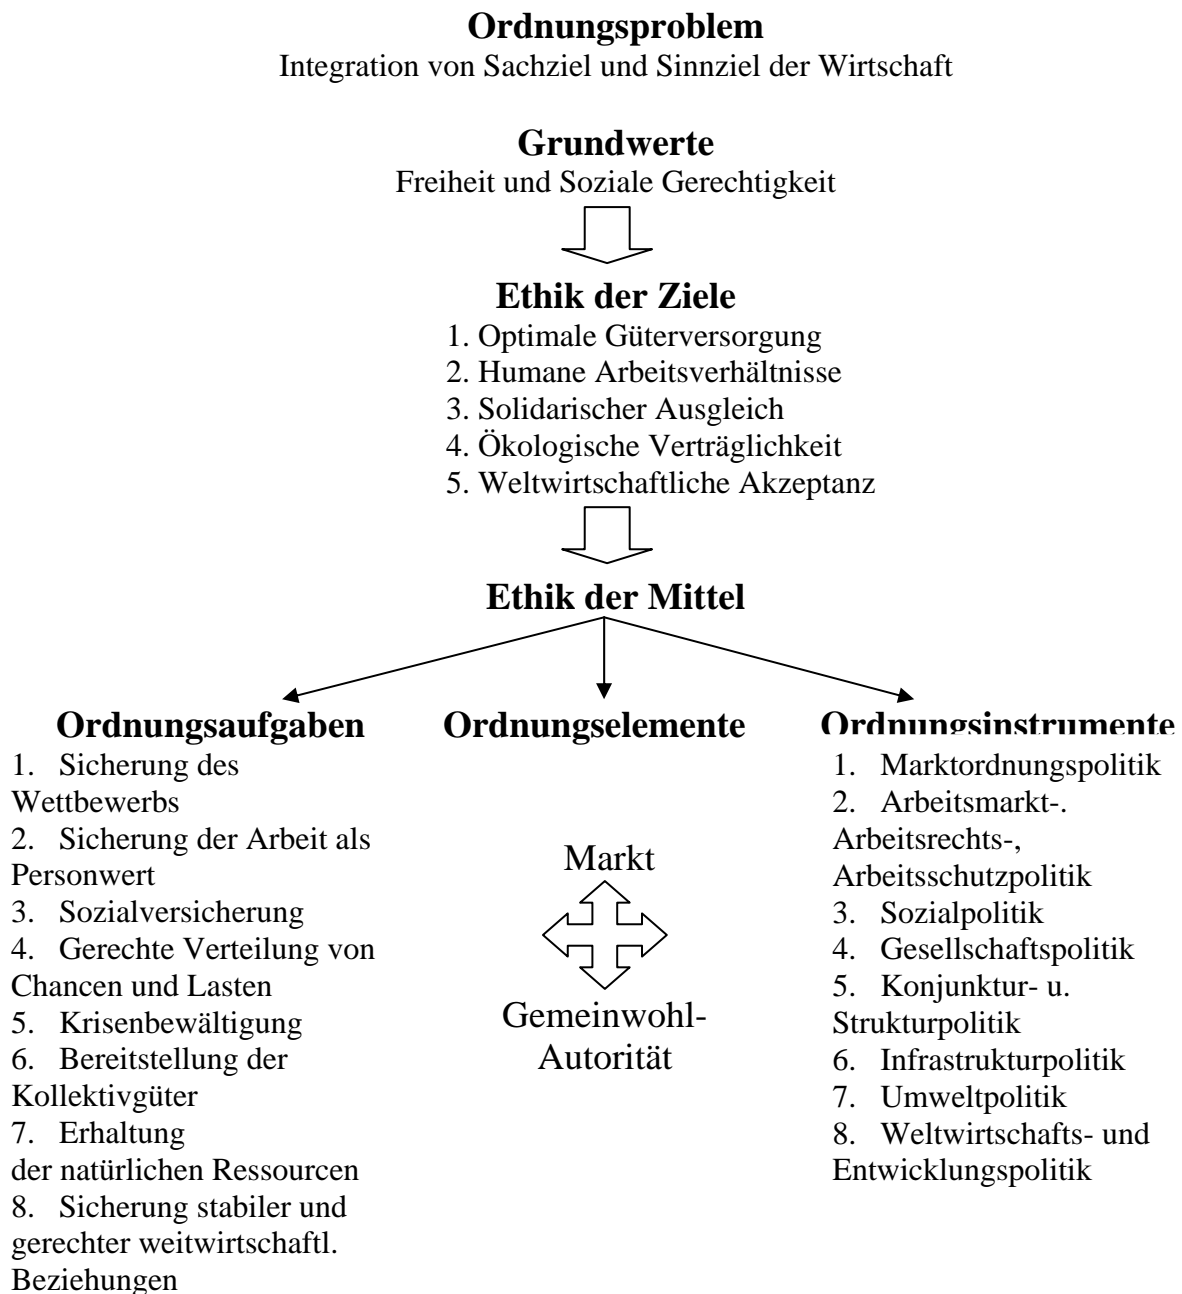 Ordnungsproblem
Integration von Sachziel und Sinnziel der Wirtschaft
Grundwerte
Freiheit und Soziale Gerechtigkeit
Ethik der Ziele
1. Optimale Güterversorgung
2. Humane Arbeitsverhältnisse
3. Solidarischer Ausgleich
4. Ökologische Verträglichkeit
5. Weltwirtschaftliche Akzeptanz
Ethik der Mittel
Ordnungsaufgaben
1. Sicherung des
Wettbewerbs
2. Sicherung der Arbeit als
Personwert
3. Sozialversicherung
4. Gerechte Verteilung von
Chancen und Lasten
5. Krisenbewältigung
6. Bereitstellung der
Kollektivgüter
7. Erhaltung
der natürlichen Ressourcen
8. Sicherung stabiler und
gerechter weitwirtschaftl.
Beziehungen
Ordnungselemente
Markt
Gemeinwohl-
Autorität
Ordnungsinstrumente
1. Marktordnungspolitik
2. Arbeitsmarkt-.
Arbeitsrechts-,
Arbeitsschutzpolitik
3. Sozialpolitik
4. Gesellschaftspolitik
5. Konjunktur- u.
Strukturpolitik
6. Infrastrukturpolitik
7. Umweltpolitik
8. Weltwirtschafts- und
Entwicklungspolitik